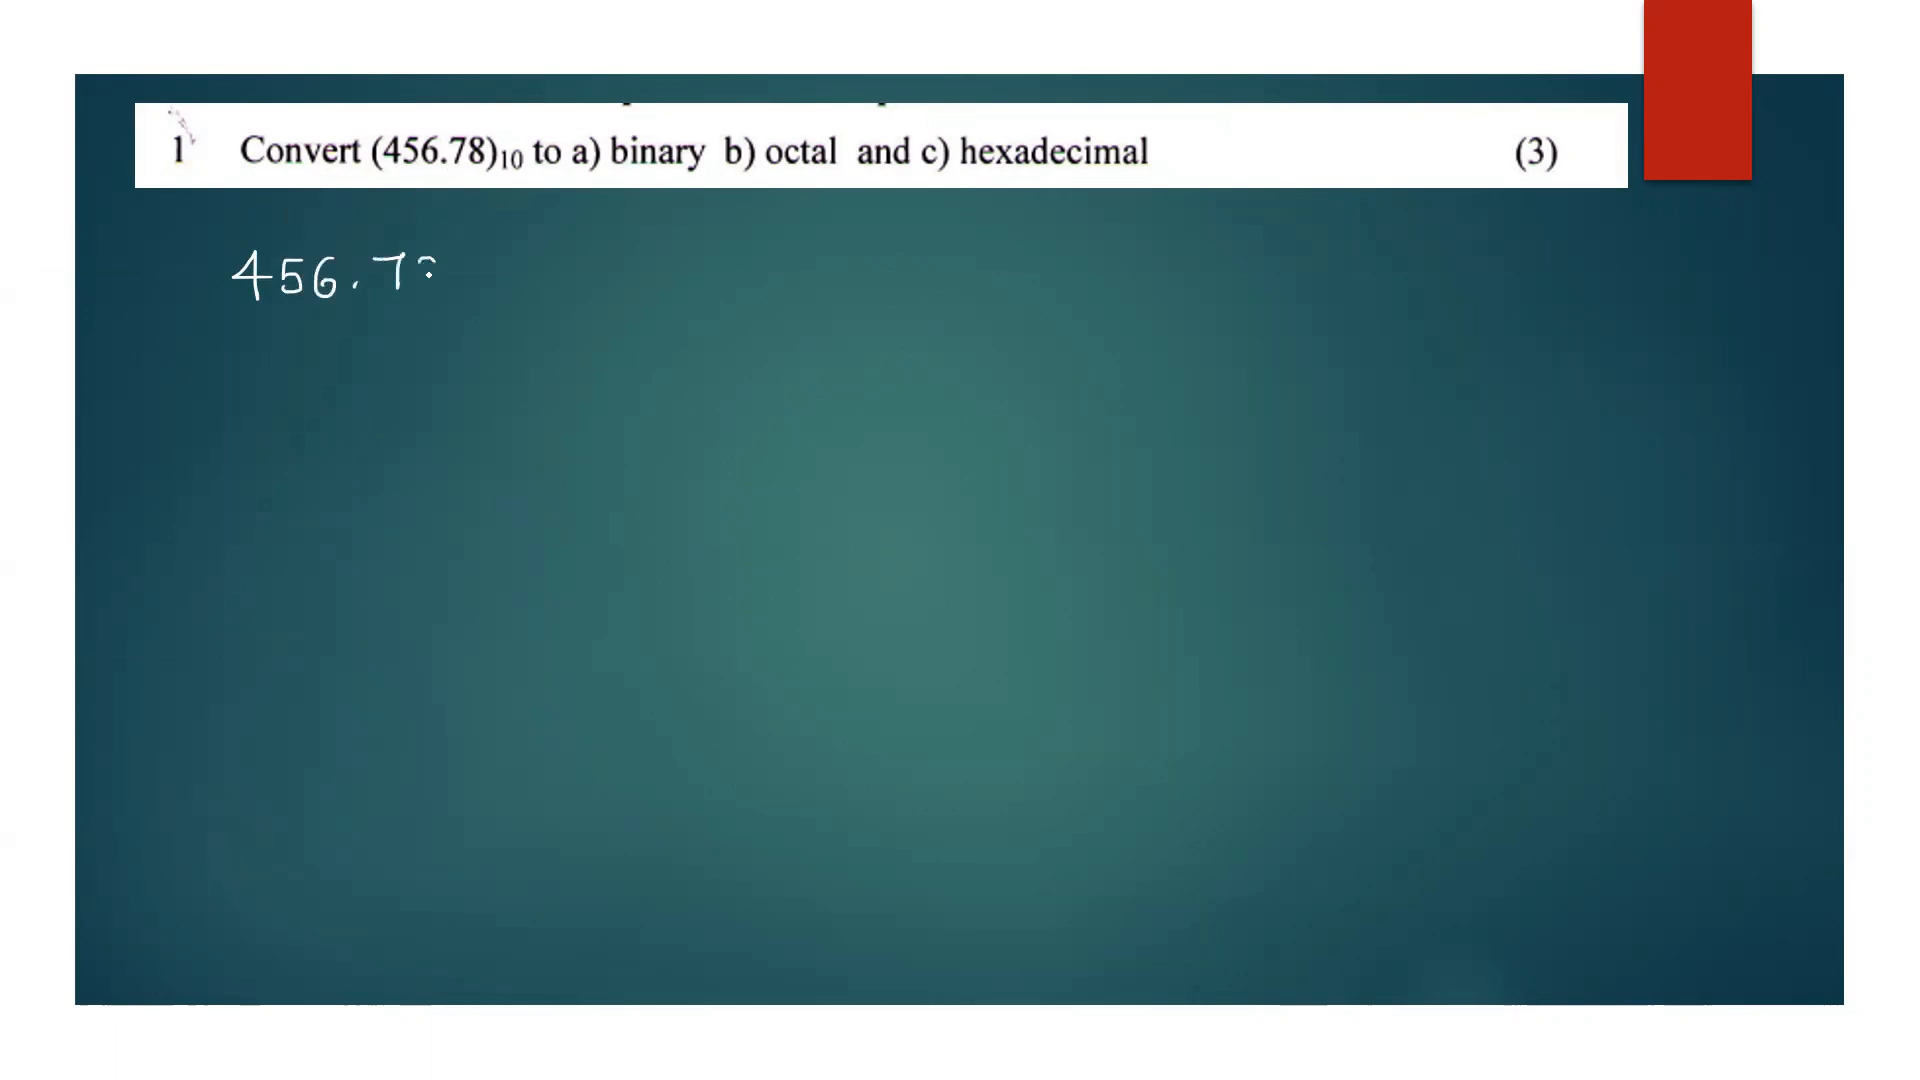 1 Convert (456.78)₁₀ to a) binary b) octal and c) hexadecimal (3)
456.7